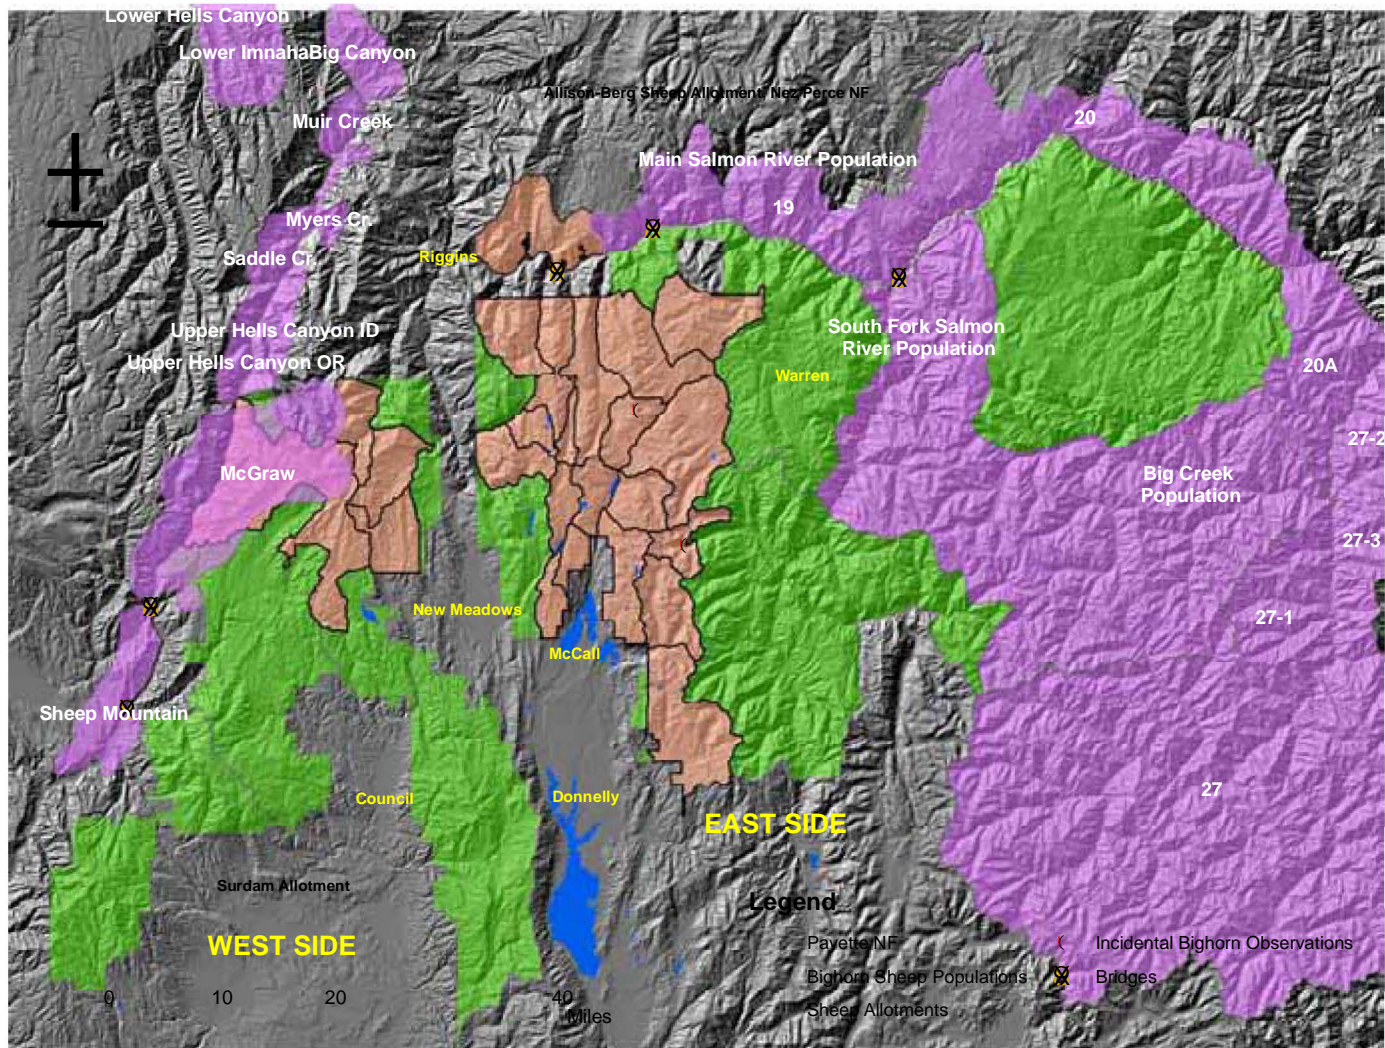 Lower Hells Canyon
Lower ImnahaBig Canyon
Allison-Berg Sheep Allotment, Nez Perce NF
Muir Creek
20
Main Salmon River Population
19
Myers Cr.
Saddle Cr.
Riggins
Upper Hells Canyon ID
South Fork Salmon
River Population
Upper Hells Canyon OR
Warren
20A
27-2
McGraw
Big Creek
Population
27-3
New Meadows
27-1
McCall
Sheep Mountain
27
Council
Donnelly
EAST SIDE
Surdam Allotment
Legend
WEST SIDE
Payette NF
Incidental Bighorn Observations
Bighorn Sheep Populations
Bridges
0 10 20 40
Sheep Allotments
Miles